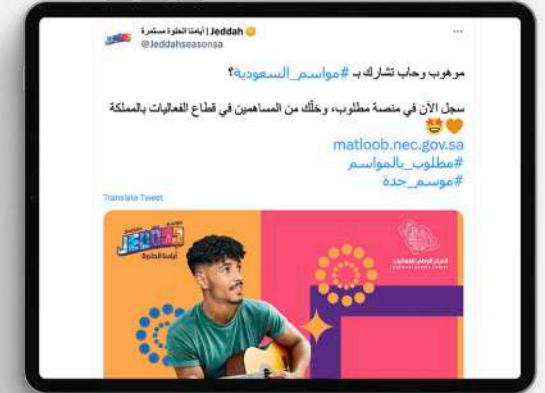 Jeddah | أيامنا الحلوة مستمرة
@Jeddahseasonsa
موهوب وحاب تشارك بـ #مواسم_السعودية؟
سجل الآن في منصة مطلوب، وخلّك من المساهمين في قطاع الفعاليات بالمملكة
matloob.nec.gov.sa
#مطلوب_بالمواسم
#موسم_جدة
Translate Tweet
JEDDAH
أيامنا الحلوة
المركز الوطني للفعاليات